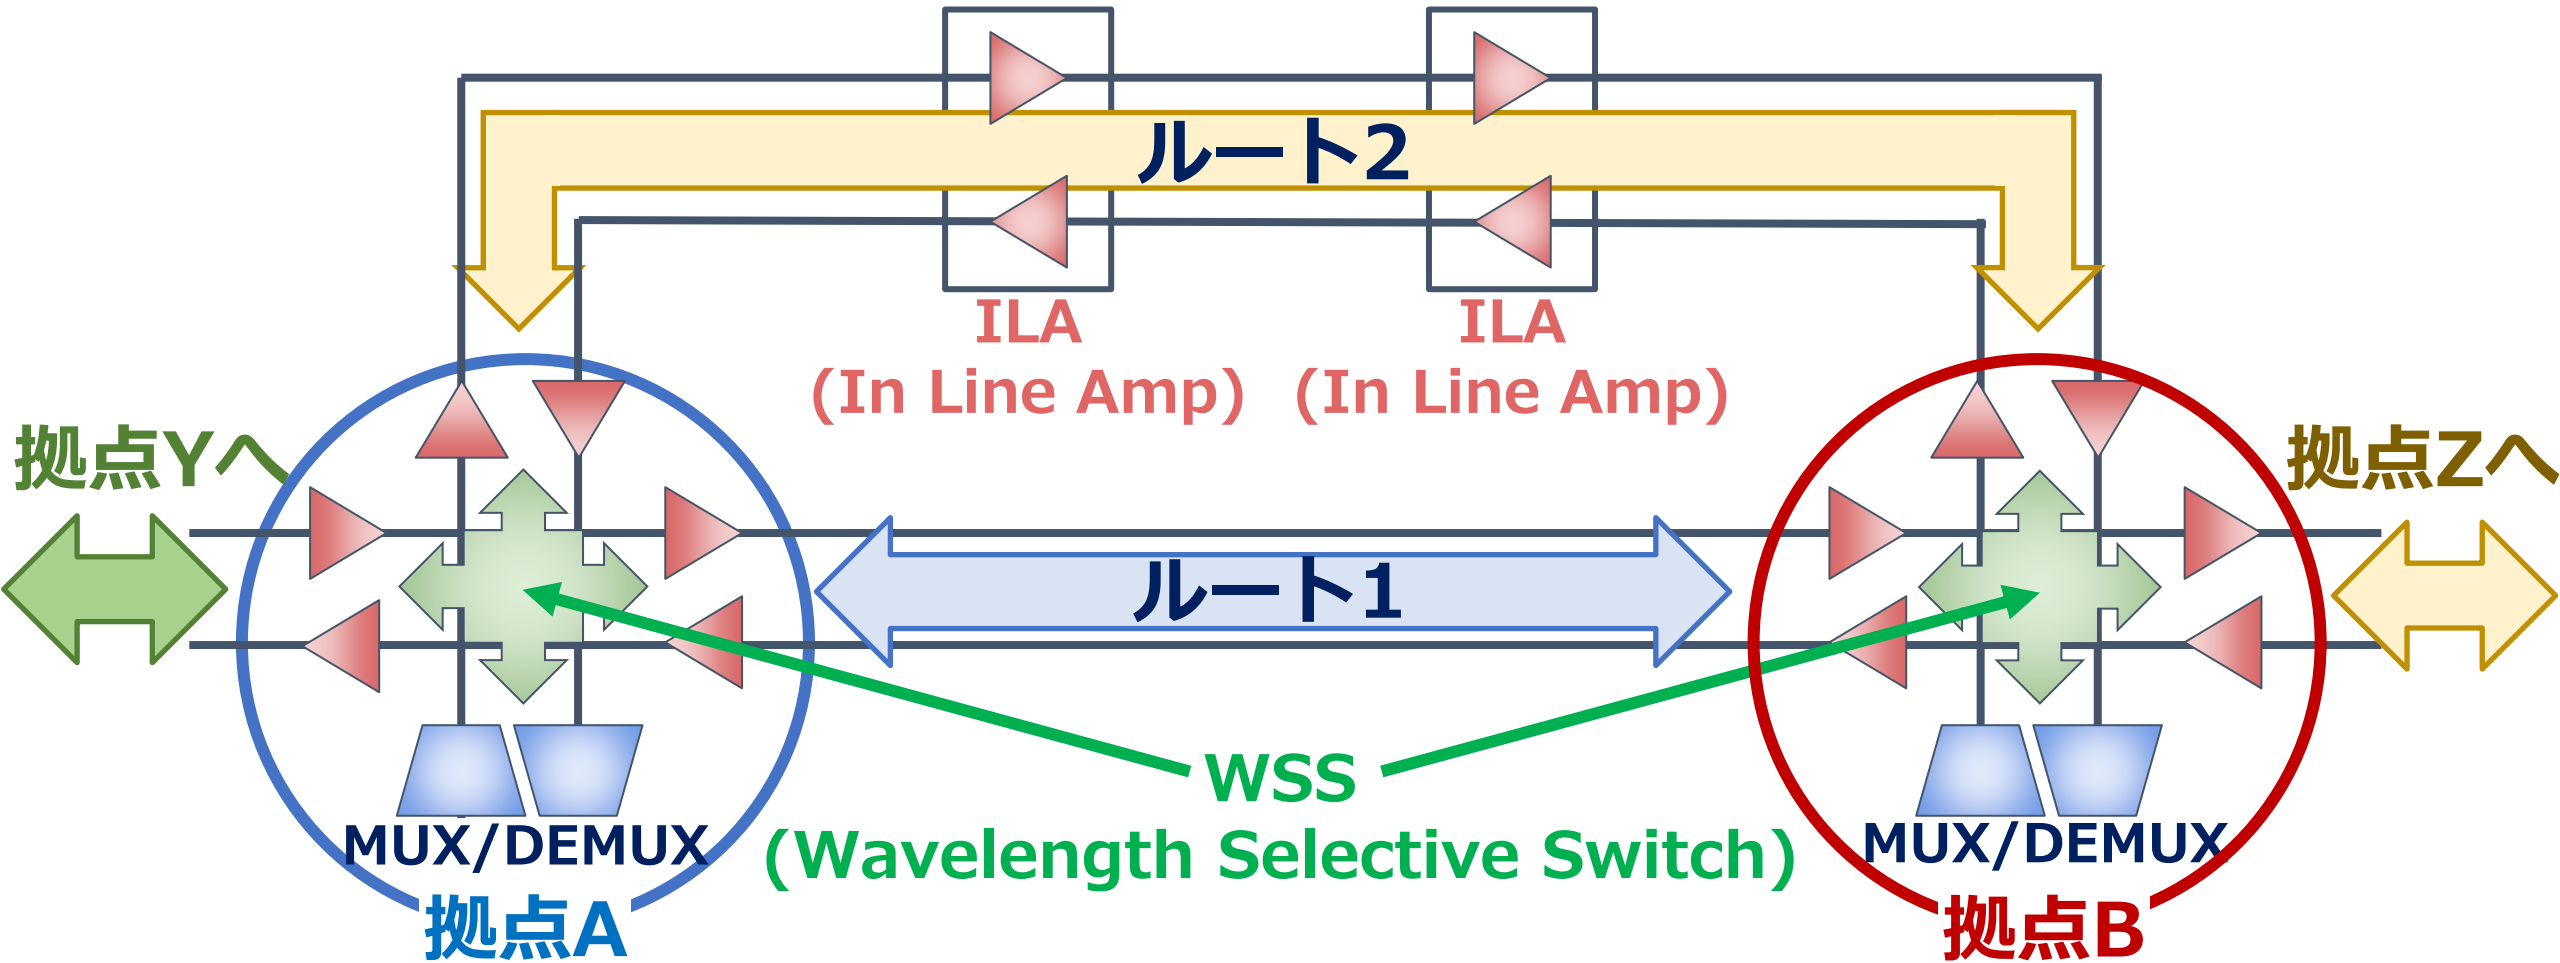 ルート2
ILA
(In Line Amp)
ILA
(In Line Amp)
拠点Yへ
拠点Zへ
ルート1
WSS
(Wavelength Selective Switch)
MUX/DEMUX
MUX/DEMUX
拠点A
拠点B